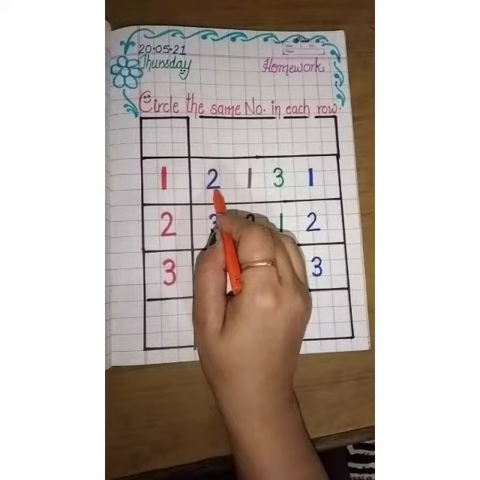 20-05-21
Thursday Homework
Circle the same No. in each row.
1 2 1 3 1
2 3 2 1 2
3 3